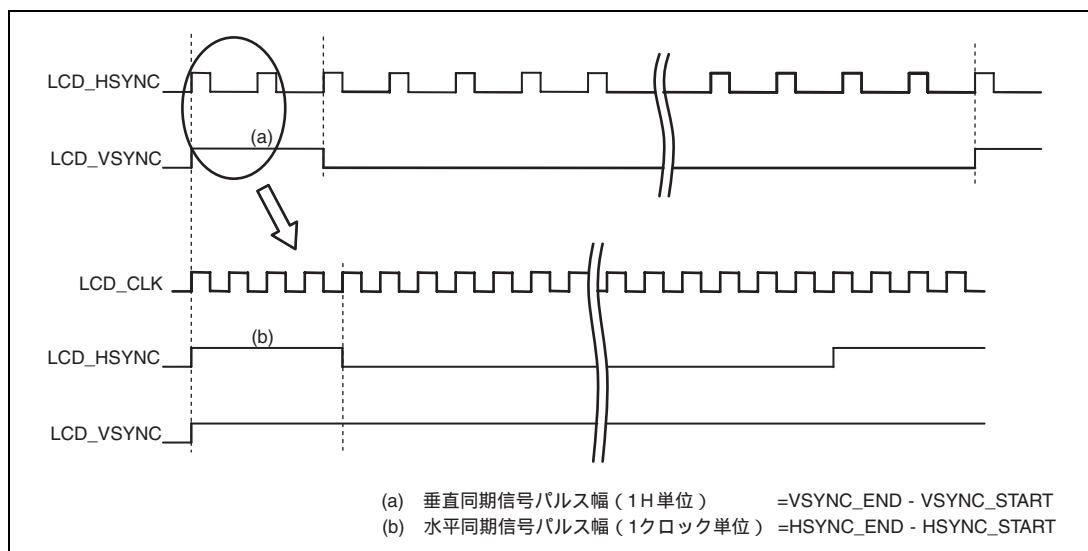 LCD_HSYNC
(a)
LCD_VSYNC
LCD_CLK
(b)
LCD_HSYNC
LCD_VSYNC
(a) 垂直同期信号パルス幅（1H単位） =VSYNC_END - VSYNC_START
(b) 水平同期信号パルス幅（1クロック単位） =HSYNC_END - HSYNC_START